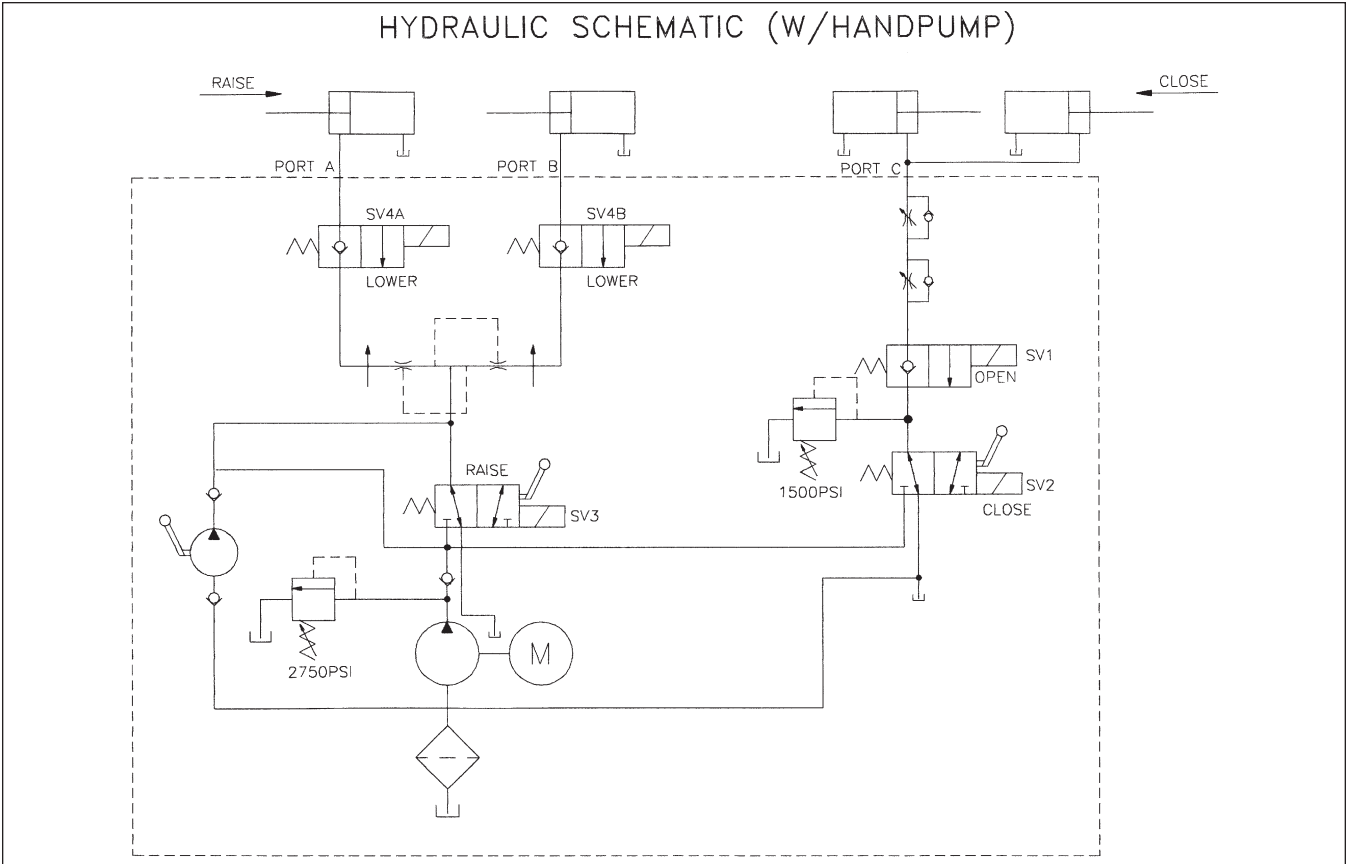 HYDRAULIC SCHEMATIC (W/HANDPUMP)
RAISE
CLOSE
PORT A
PORT B
PORT C
SV4A
SV4B
LOWER
LOWER
SV1
OPEN
RAISE
1500PSI
SV2
SV3
CLOSE
M
2750PSI